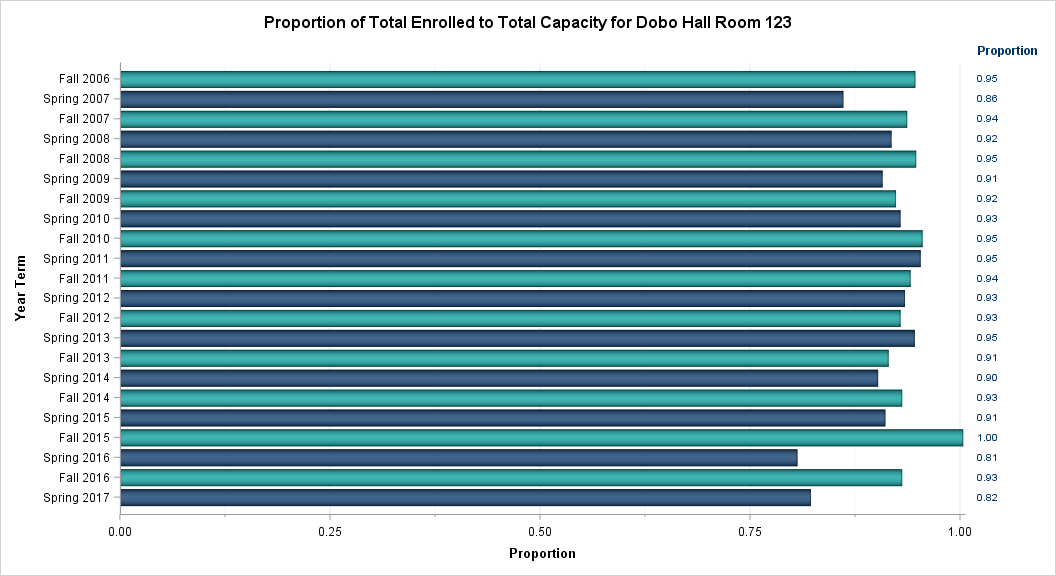 Proportion of Total Enrolled to Total Capacity for Dobo Hall Room 123
Proportion
Fall 2006 0.95
Spring 2007 0.86
Fall 2007 0.94
Spring 2008 0.92
Fall 2008 0.95
Spring 2009 0.91
Fall 2009 0.92
Spring 2010 0.93
Fall 2010 0.95
Spring 2011 0.95
Fall 2011 0.94
Spring 2012 0.93
Fall 2012 0.93
Spring 2013 0.95
Fall 2013 0.91
Spring 2014 0.90
Fall 2014 0.93
Spring 2015 0.91
Fall 2015 1.00
Spring 2016 0.81
Fall 2016 0.93
Spring 2017 0.82
Year Term
0.00 0.25 0.50 0.75 1.00
Proportion